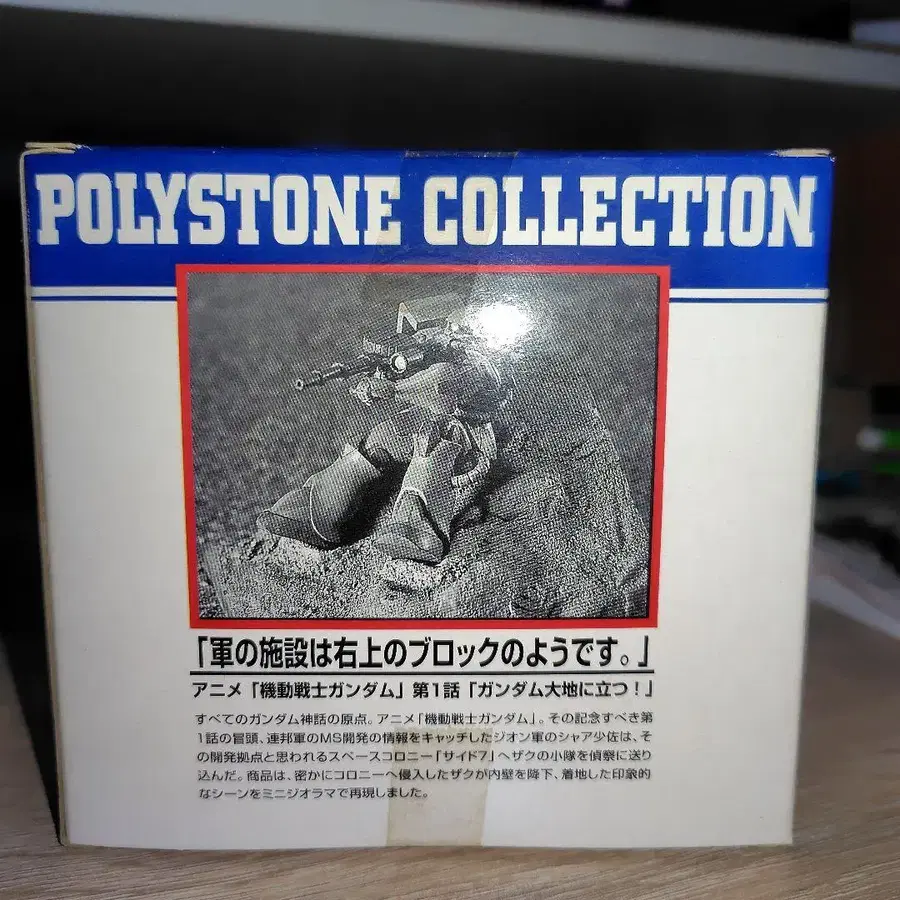 POLYSTONE COLLECTION
「軍の施設は右上のブロックのようです。」
アニメ「機動戦士ガンダム」第1話「ガンダム大地に立つ！」
すべてのガンダム神話の原点。アニメ「機動戦士ガンダム」。その記念すべき第
1話の冒頭、連邦軍のMS開発の情報をキャッチしたジオン軍のシャア少佐は、そ
の開発拠点と思われるスペースコロニー「サイド7」へザクの小隊を偵察に送り
込んだ。商品は、密かにコロニーへ侵入したザクが内壁を降下、着地した印象的
なシーンをミニジオラマで再現しました。